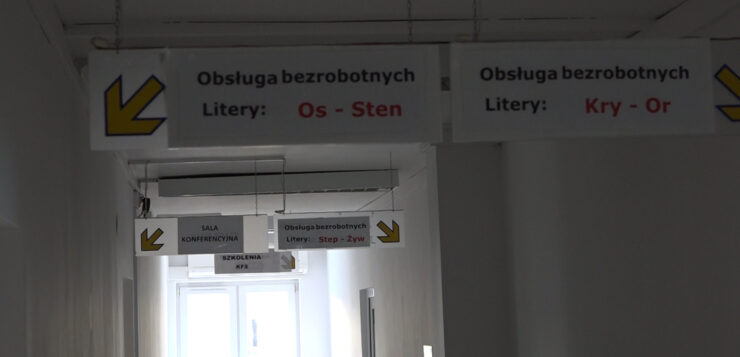 Obsługa bezrobotnych
Litery: Os - Sten
Obsługa bezrobotnych
Litery: Kry - Or
SALA
KONFERENCYJNA
Obsługa bezrobotnych
Litery: Step - Żyw
SZKOLENIA
KFS